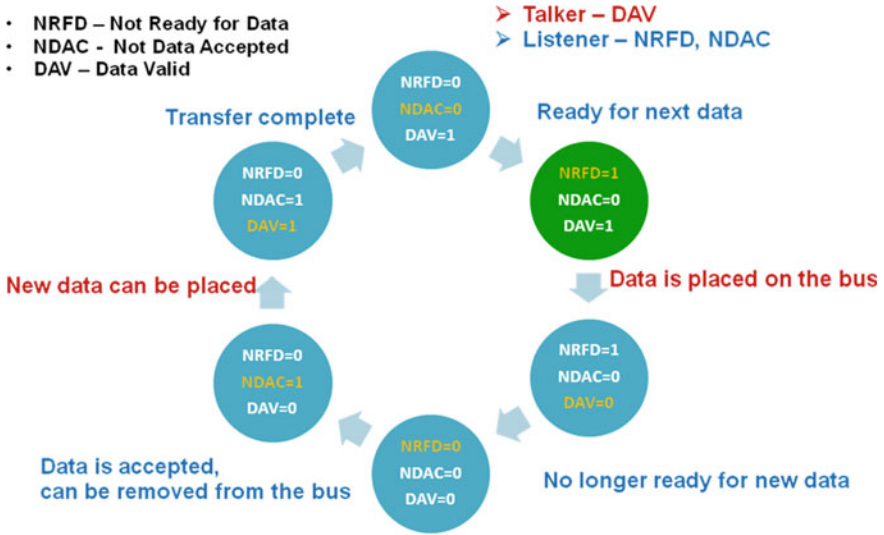 • NRFD – Not Ready for Data
• NDAC - Not Data Accepted
• DAV – Data Valid
➢ Talker – DAV
➢ Listener – NRFD, NDAC
NRFD=0
NDAC=0
DAV=1
Ready for next data
NRFD=1
NDAC=0
DAV=1
Data is placed on the bus
NRFD=1
NDAC=0
DAV=0
No longer ready for new data
NRFD=0
NDAC=0
DAV=0
Data is accepted,
can be removed from the bus
NRFD=0
NDAC=1
DAV=0
New data can be placed
NRFD=0
NDAC=1
DAV=1
Transfer complete